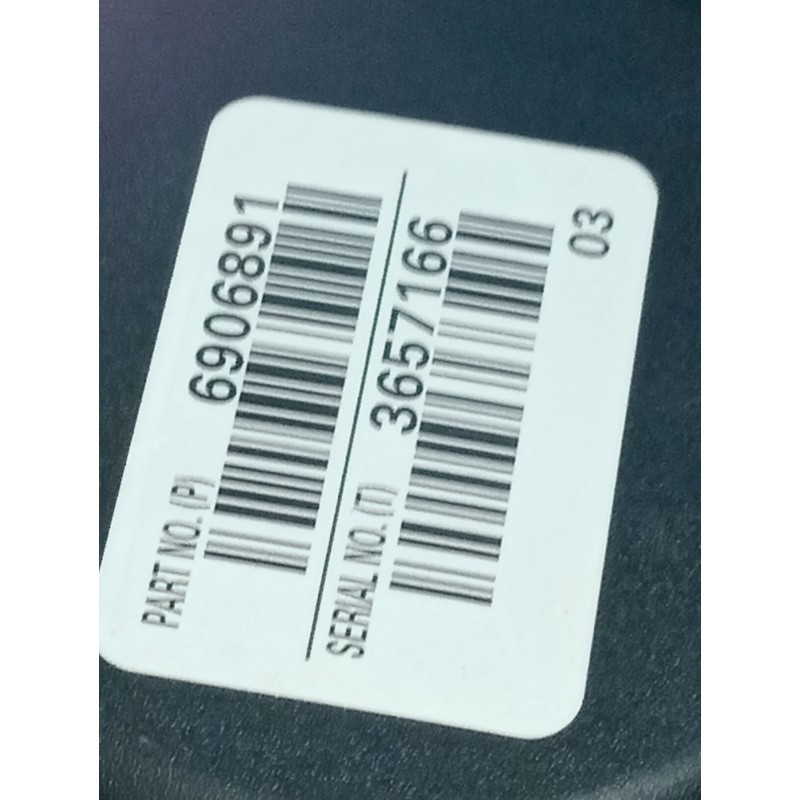 PART NO. (P) 6906891
SERIAL NO. (T) 3657166
03